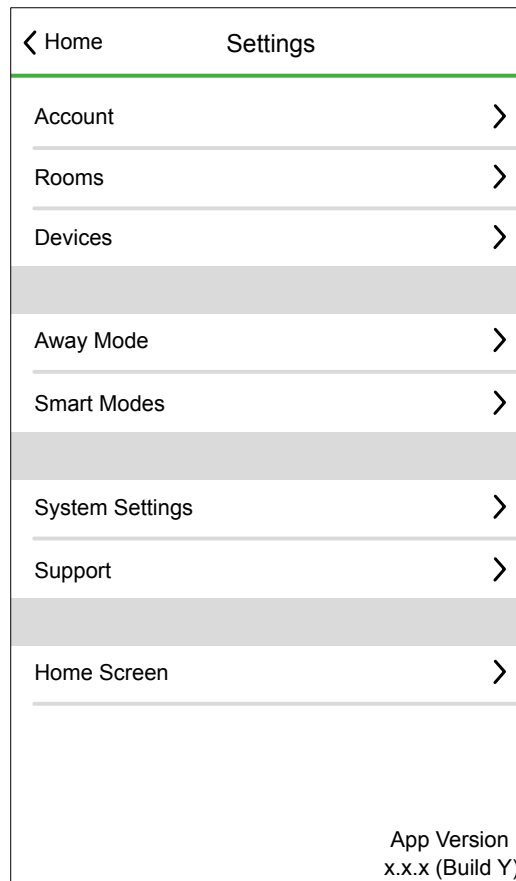 Home
Settings
Account
Rooms
Devices
Away Mode
Smart Modes
System Settings
Support
Home Screen
App Version
x.x.x (Build Y)